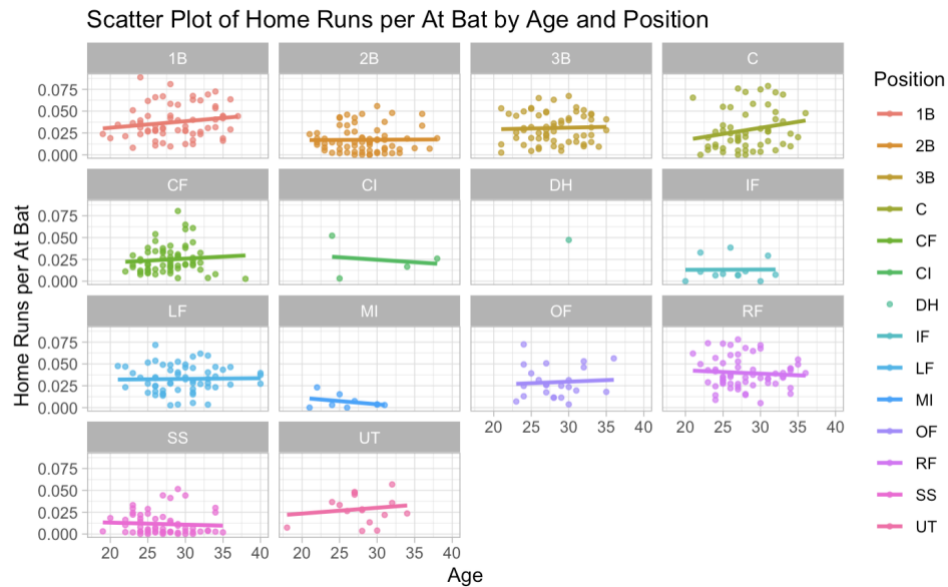 Scatter Plot of Home Runs per At Bat by Age and Position
1B 2B 3B C
0.075
0.050
0.025
0.000
CF CI DH IF
0.075
0.050
0.025
0.000
LF MI OF RF
0.075
0.050
0.025
0.000
20 25 30 35 40 20 25 30 35 40
SS UT
0.075
0.050
0.025
0.000
20 25 30 35 40 20 25 30 35 40
Home Runs per At Bat
Age
Position
1B
2B
3B
C
CF
CI
DH
IF
LF
MI
OF
RF
SS
UT